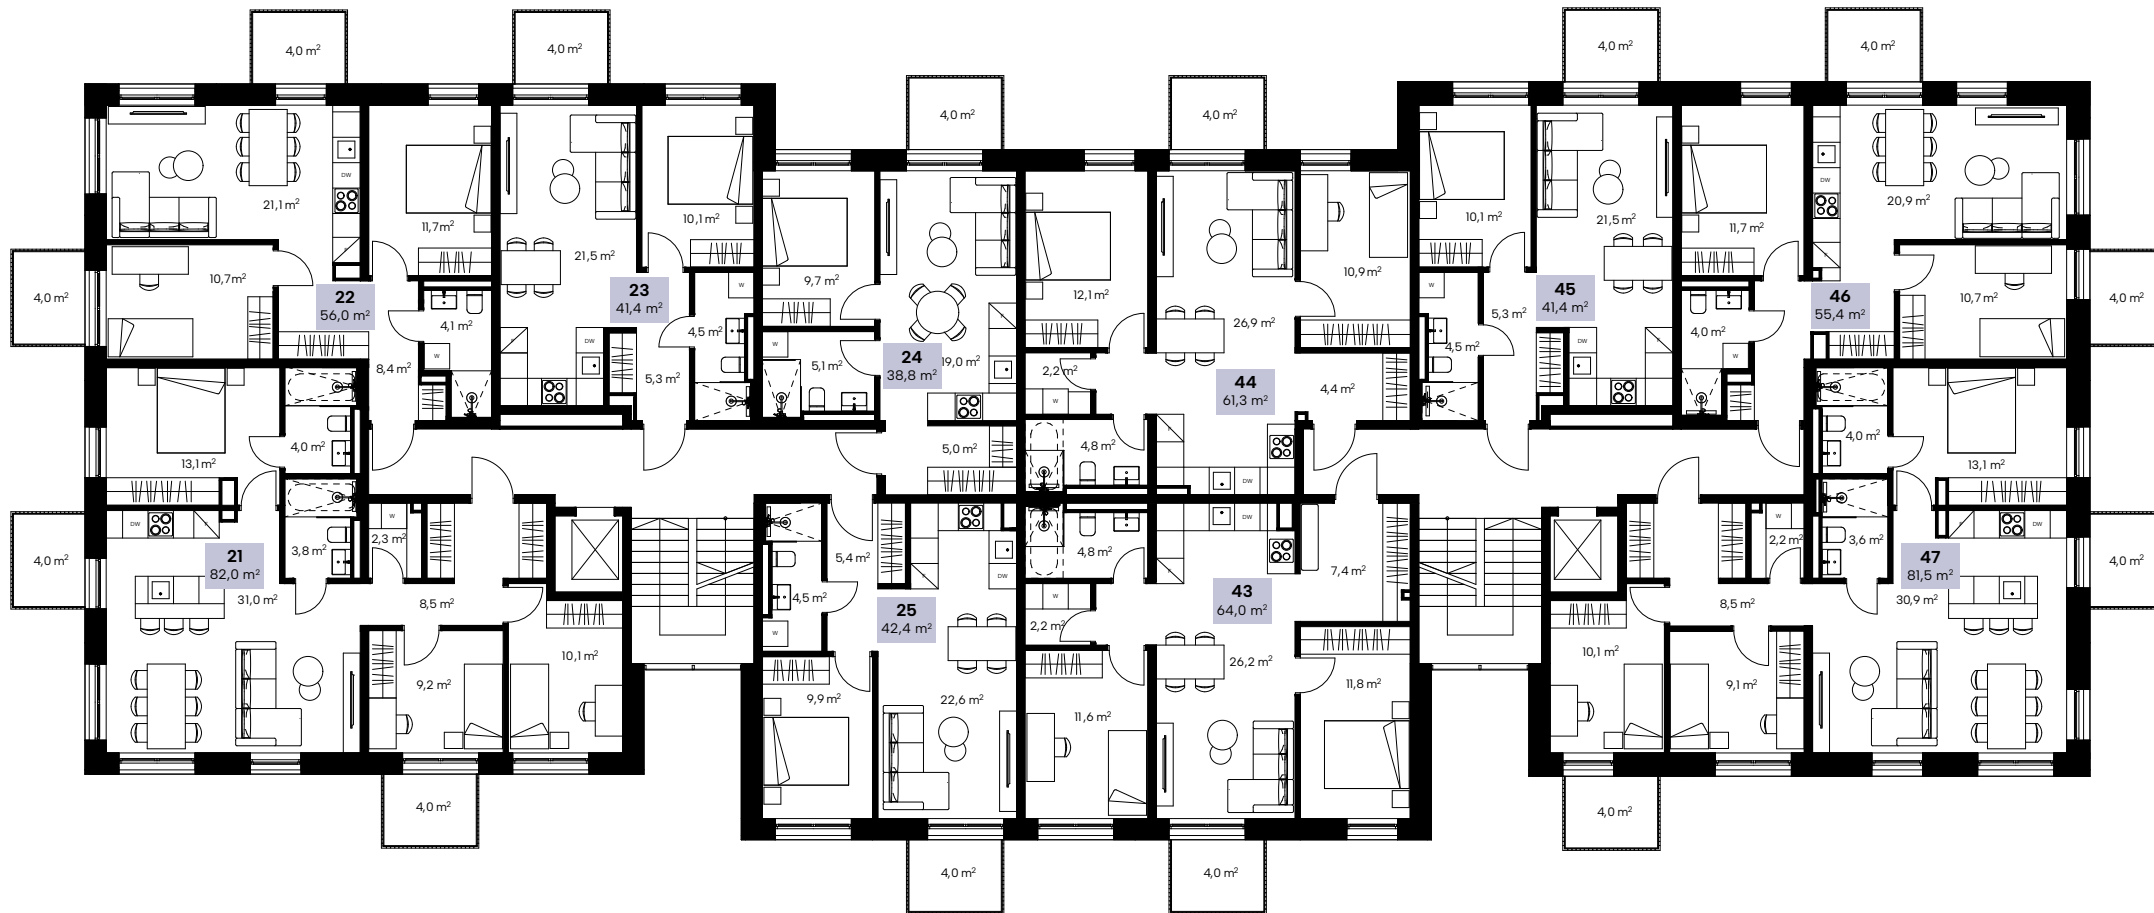 4,0 m²
4,0 m²
4,0 m²
4,0 m²
4,0 m²
4,0 m²
21,1 m²
DW
11,7 m²
21,5 m²
10,1 m²
10,7 m²
4,0 m²
22
56,0 m²
8,4 m²
4,1 m²
W
23
41,4 m²
DW
5,3 m²
4,5 m²
W
9,7 m²
W
5,1 m²
24
38,8 m²
19,0 m²
5,0 m²
12,1 m²
2,2 m²
W
4,8 m²
26,9 m²
10,9 m²
44
61,3 m²
4,4 m²
DW
10,1 m²
21,5 m²
W
4,5 m²
5,3 m²
45
41,4 m²
DW
11,7 m²
4,0 m²
W
DW
20,9 m²
46
55,4 m²
10,7 m²
4,0 m²
13,1 m²
4,0 m²
4,0 m²
DW
21
82,0 m²
31,0 m²
3,8 m²
W
2,3 m²
8,5 m²
9,2 m²
10,1 m²
4,0 m²
5,4 m²
4,5 m²
W
25
42,4 m²
DW
9,9 m²
22,6 m²
4,0 m²
4,8 m²
W
2,2 m²
11,6 m²
DW
43
64,0 m²
26,2 m²
7,4 m²
11,8 m²
4,0 m²
4,0 m²
13,1 m²
W
2,2 m²
3,6 m²
47
81,5 m²
30,9 m²
DW
8,5 m²
10,1 m²
9,1 m²
4,0 m²
4,0 m²